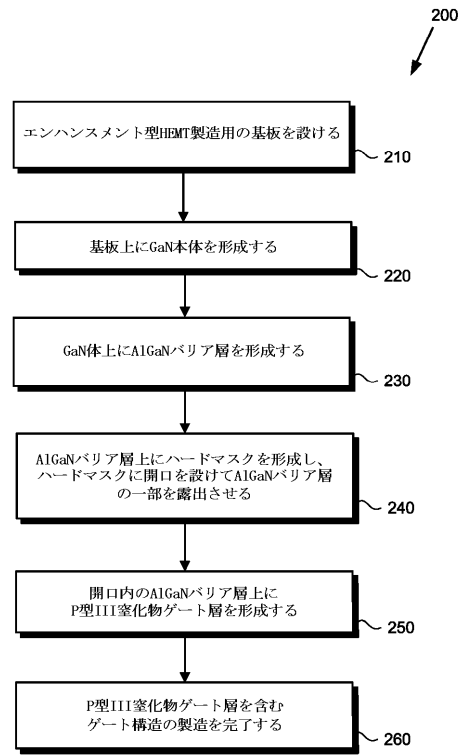 200
エンハンスメント型HEMT製造用の基板を設ける
210
基板上にGaN本体を形成する
220
GaN体上にAlGaNバリア層を形成する
230
AlGaNバリア層上にハードマスクを形成し、
ハードマスクに開口を設けてAlGaNバリア層
の一部を露出させる
240
開口内のAlGaNバリア層上に
P型III窒化物ゲート層を形成する
250
P型III窒化物ゲート層を含む
ゲート構造の製造を完了する
260